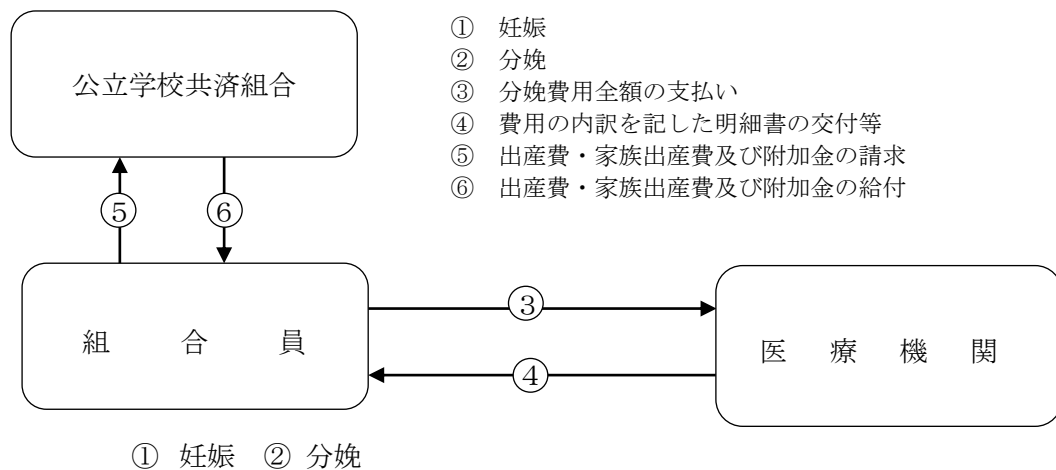 公立学校共済組合
① 妊娠
② 分娩
③ 分娩費用全額の支払い
④ 費用の内訳を記した明細書の交付等
⑤ 出産費・家族出産費及び附加金の請求
⑥ 出産費・家族出産費及び附加金の給付
⑤
⑥
組 合 員
③
④
医 療 機 関
① 妊娠 ② 分娩